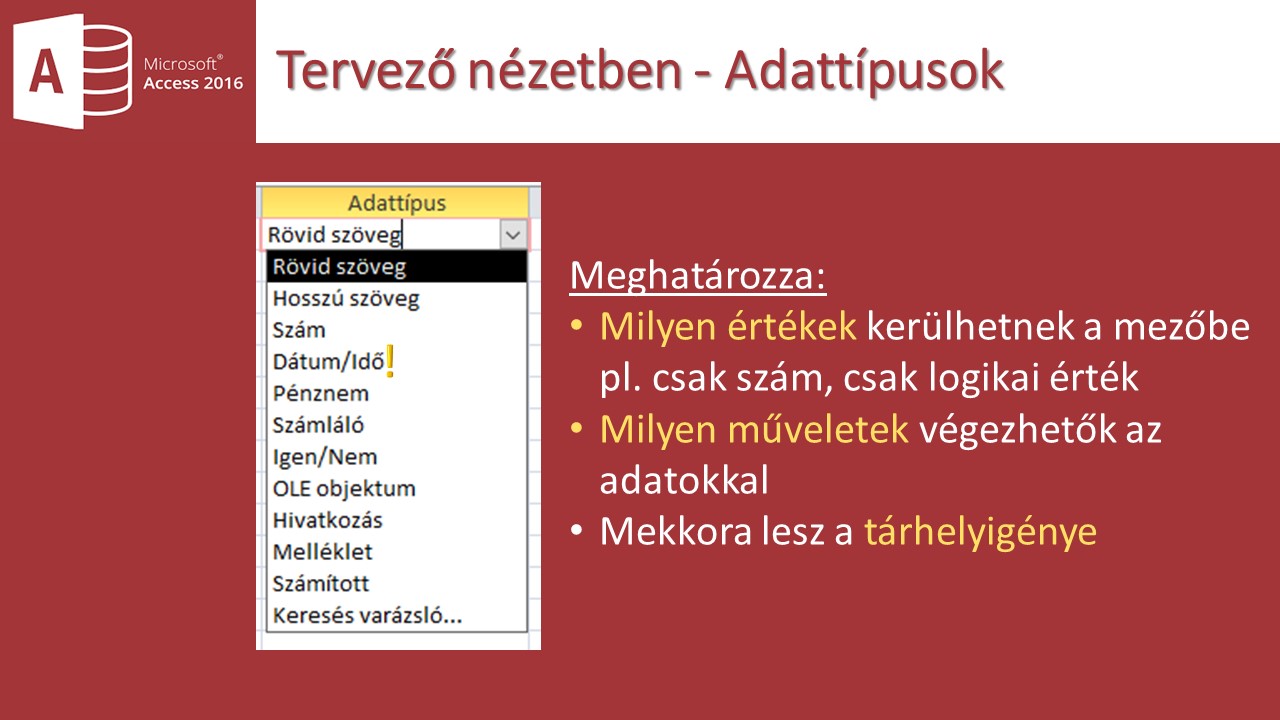 A
Microsoft®
Access 2016
Tervező nézetben - Adattípusok
Adattípus
Rövid szöveg
Rövid szöveg
Hosszú szöveg
Szám
Dátum/Idő!
Pénznem
Számláló
Igen/Nem
OLE objektum
Hivatkozás
Melléklet
Számított
Keresés varázsló...
Meghatározza:
• Milyen értékek kerülhetnek a mezőbe
pl. csak szám, csak logikai érték
• Milyen műveletek végezhetők az
adatokkal
• Mekkora lesz a tárhelyigénye